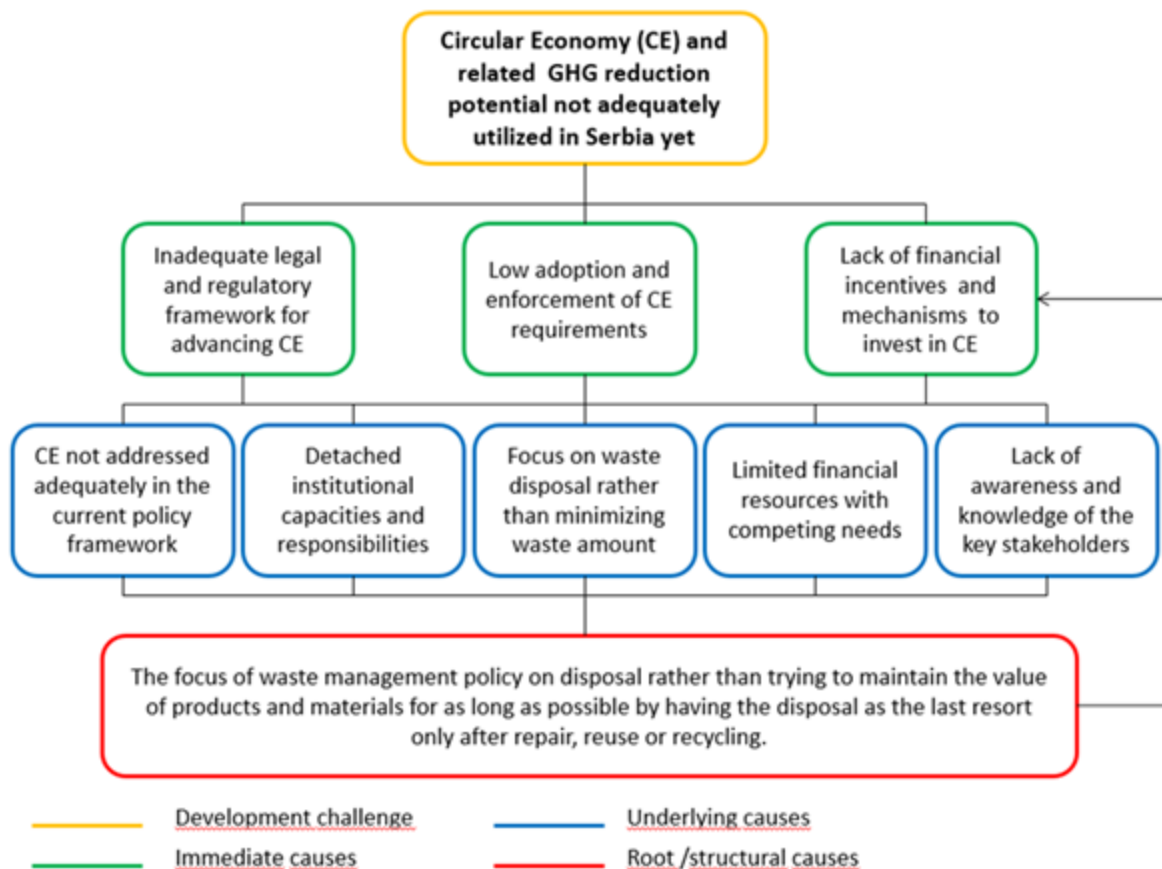 Circular Economy (CE) and
related GHG reduction
potential not adequately
utilized in Serbia yet
Inadequate legal
and regulatory
framework for
advancing CE
Low adoption and
enforcement of CE
requirements
Lack of financial
incentives and
mechanisms to
invest in CE
CE not addressed
adequately in the
current policy
framework
Detached
institutional
capacities and
responsibilities
Focus on waste
disposal rather
than minimizing
waste amount
Limited financial
resources with
competing needs
Lack of
awareness and
knowledge of the
key stakeholders
The focus of waste management policy on disposal rather than trying to maintain the value
of products and materials for as long as possible by having the disposal as the last resort
only after repair, reuse or recycling.
Development challenge
Underlying causes
Immediate causes
Root /structural causes